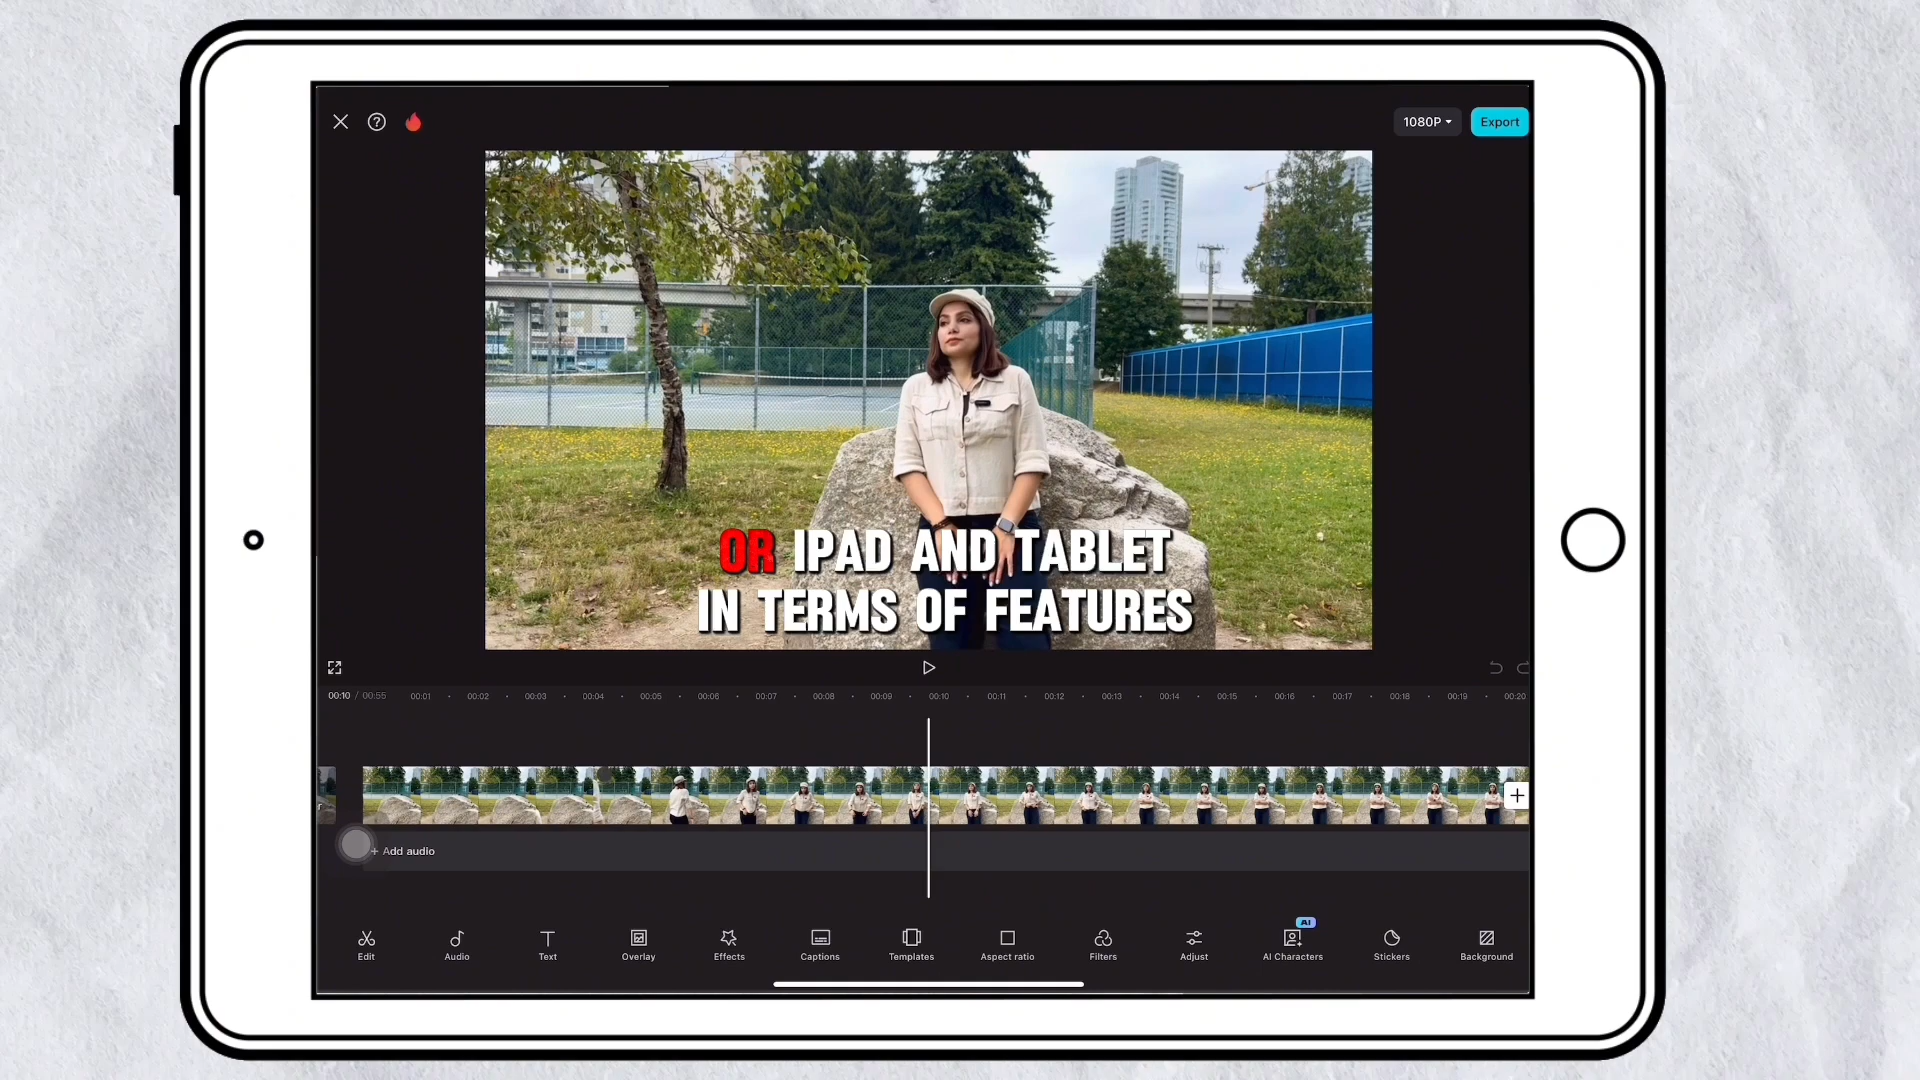 1080P
Export
OR IPAD AND TABLET
IN TERMS OF FEATURES
00:10 / 00:55 00:01 00:02 00:03 00:04 00:05 00:06 00:07 00:08 00:09 00:10 00:11 00:12 00:13 00:14 00:15 00:16 00:17 00:18 00:19 00:20
+ Add audio
AI
Edit Audio Text Overlay Effects Captions Templates Aspect ratio Filters Adjust AI Characters Stickers Background